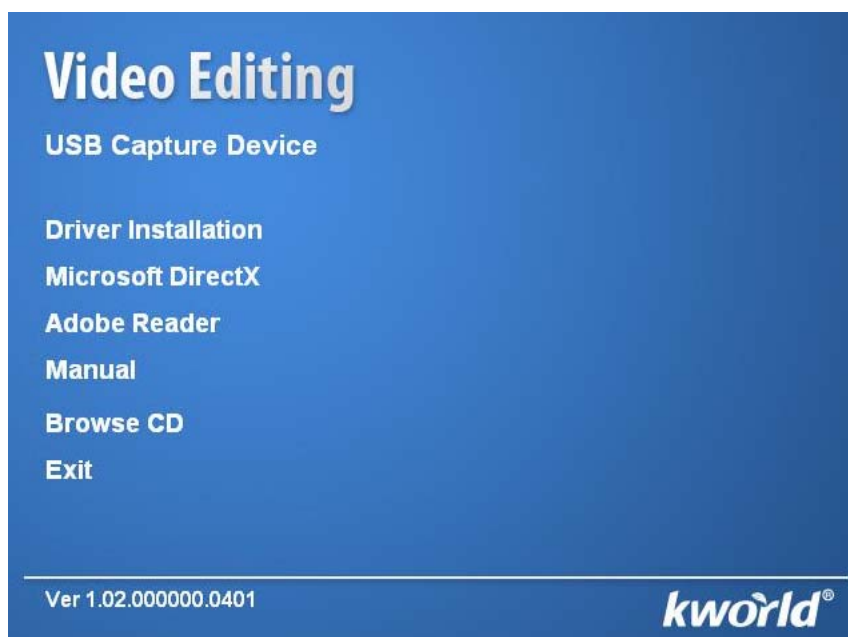 Video Editing
USB Capture Device
Driver Installation
Microsoft DirectX
Adobe Reader
Manual
Browse CD
Exit
Ver 1.02.000000.0401
kworld®